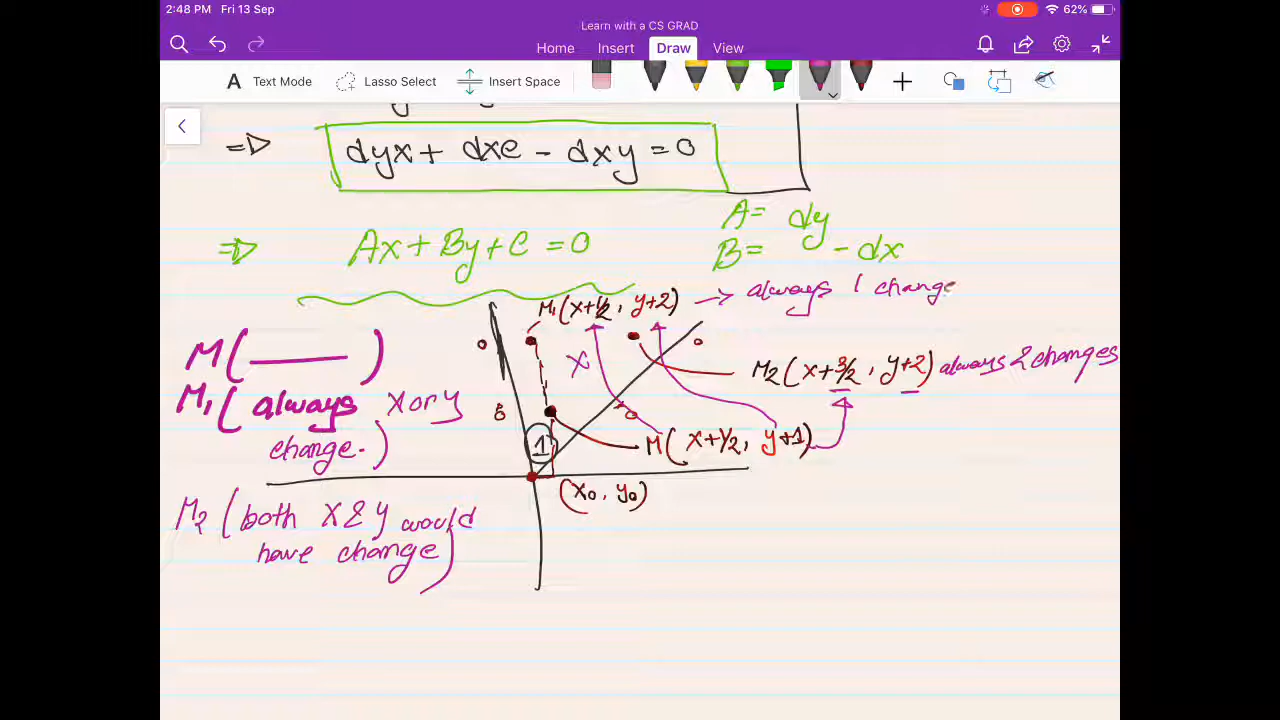 2:48 PM Fri 13 Sep
62%
Learn with a CS GRAD
Home Insert Draw View
A Text Mode Lasso Select Insert Space
=> dyx + dxc - dxy = 0
A = dy
=> Ax + By + C = 0
B = - dx
M1(x+1/2, y+2) -> always 1 change
M( )
M2(x+3/2, y+2) always 2 changes
M1(always x or y
change.)
M(x+1/2, y+1)
1
(x0, y0)
M2(both x & y would
have change)